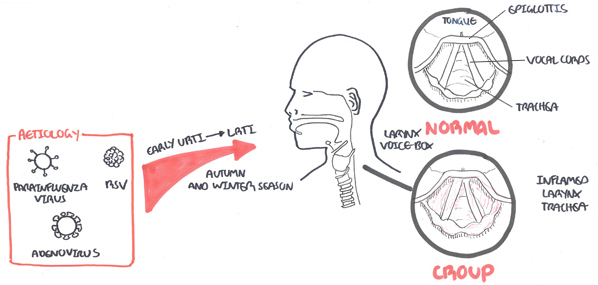 AETIOLOGY
PARAINFLUENZA
VIRUS
RSV
ADENOVIRUS
EARLY URTI → LRTI
AUTUMN
AND WINTER SEASON
LARYNX
VOICE-BOX
TONGUE
EPIGLOTTIS
VOCAL CORDS
TRACHEA
NORMAL
INFLAMED
LARYNX
TRACHEA
CROUP